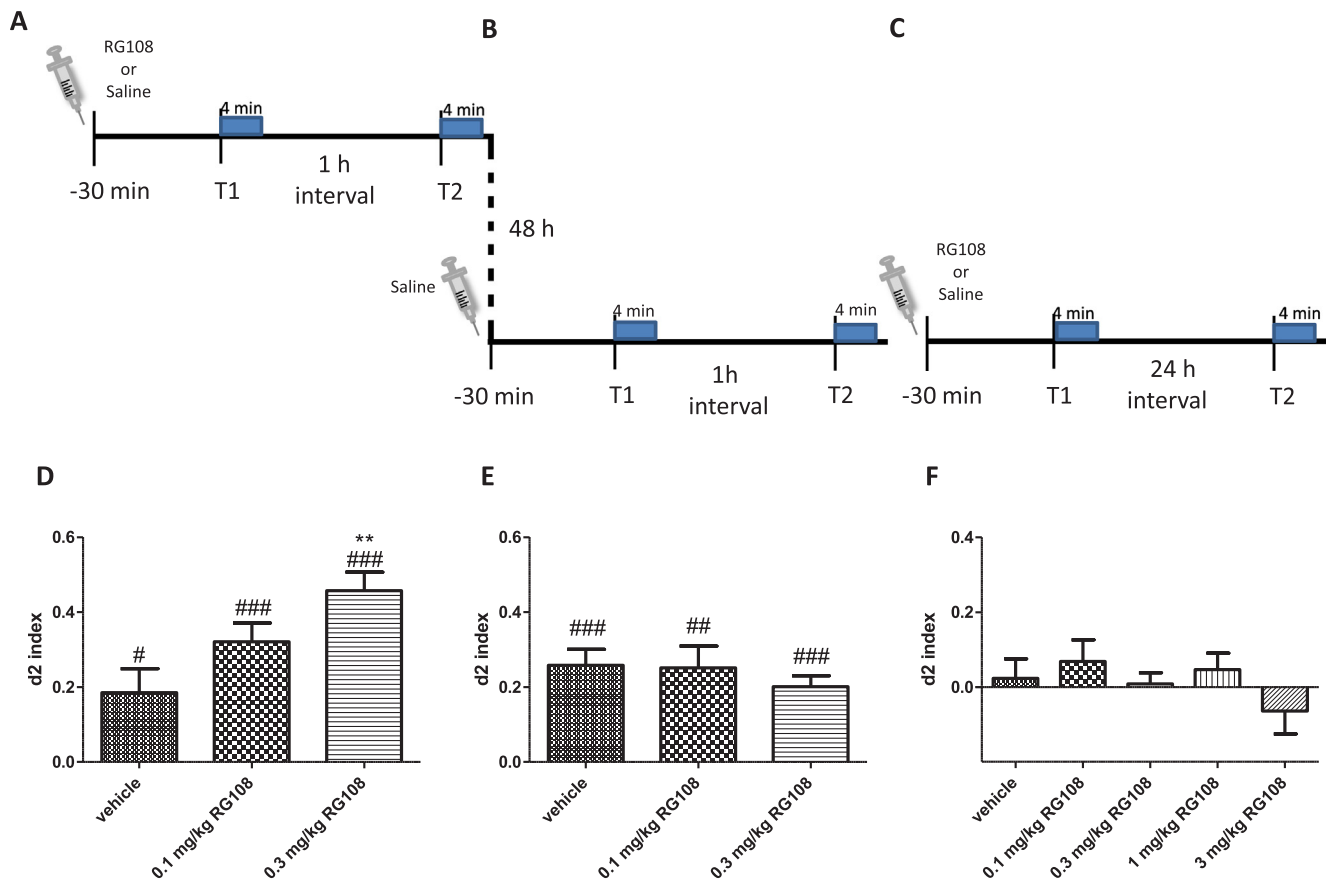 A
RG108
or
Saline
4 min
4 min
-30 min
T1
1 h
interval
T2
48 h
B
Saline
4 min
4 min
-30 min
T1
1h
interval
T2
C
RG108
or
Saline
4 min
4 min
-30 min
T1
24 h
interval
T2
D
d2 index
0.6
0.4
0.2
0.0
#
###
**
###
vehicle
0.1 mg/kg RG108
0.3 mg/kg RG108
E
d2 index
0.6
0.4
0.2
0.0
###
##
###
vehicle
0.1 mg/kg RG108
0.3 mg/kg RG108
F
d2 index
0.4
0.2
0.0
vehicle
0.1 mg/kg RG108
0.3 mg/kg RG108
1 mg/kg RG108
3 mg/kg RG108